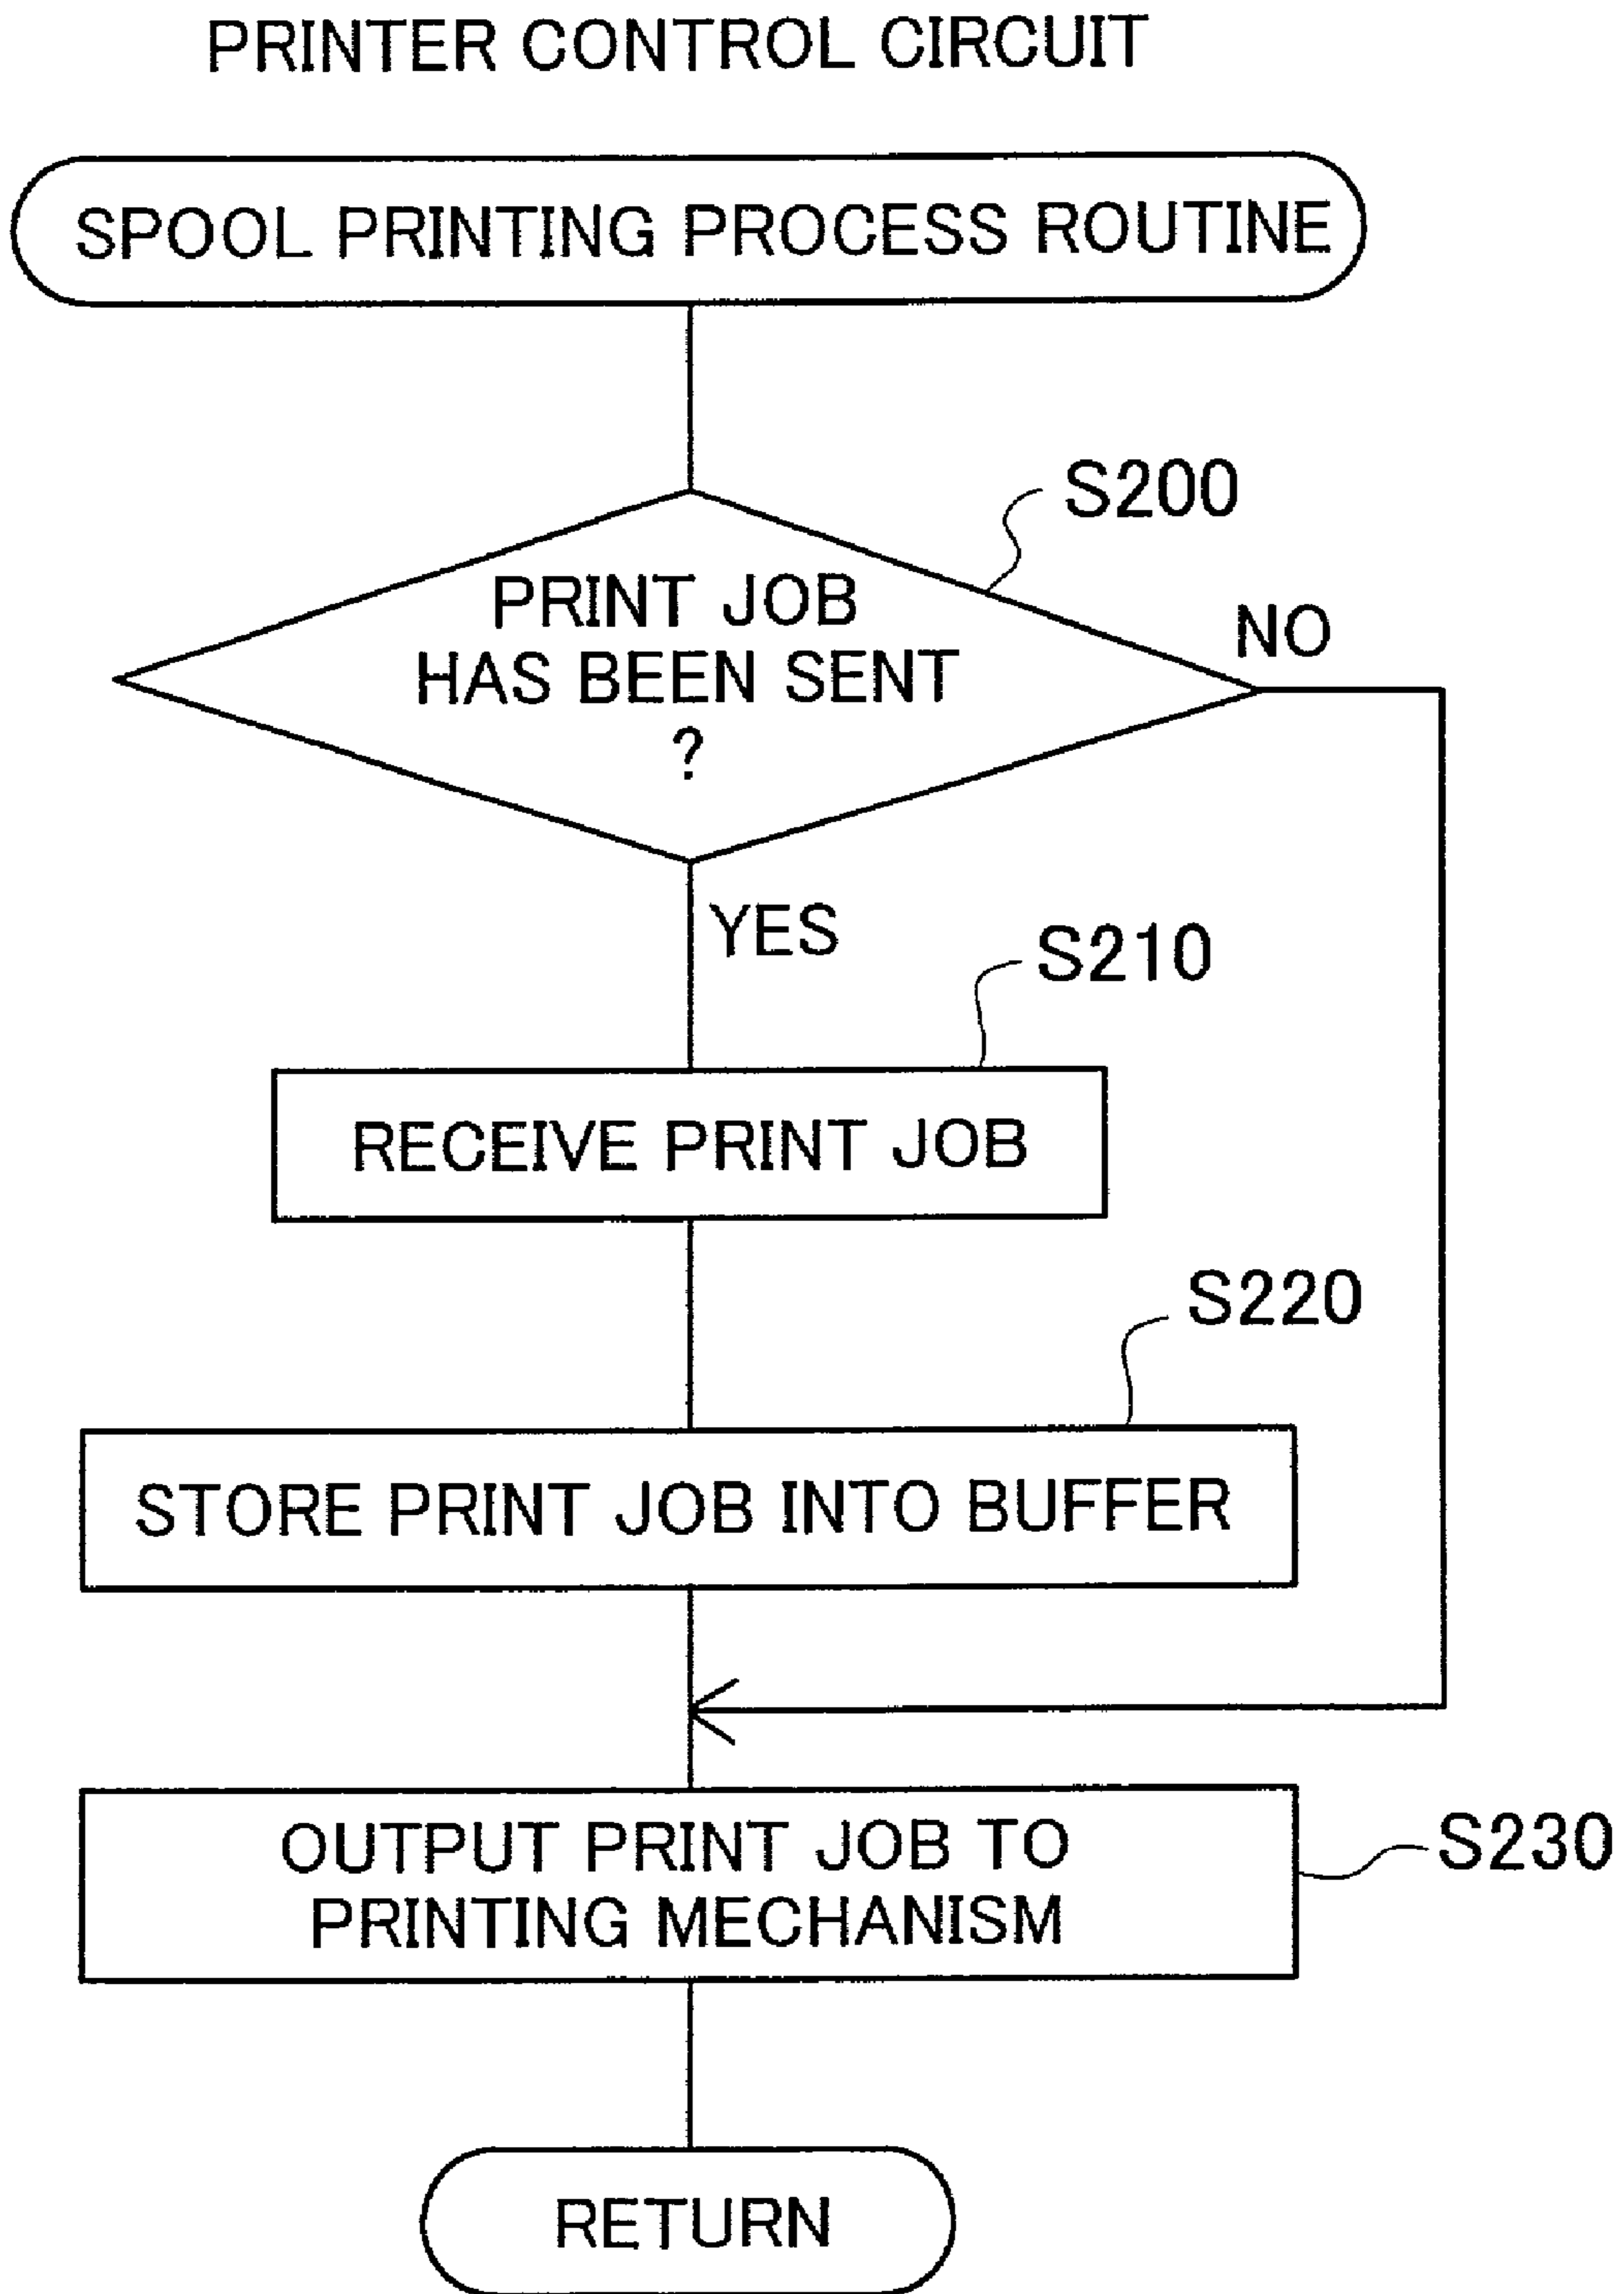 PRINTER CONTROL CIRCUIT
SPOOL PRINTING PROCESS ROUTINE
S200
PRINT JOB
HAS BEEN SENT
?
NO
YES
S210
RECEIVE PRINT JOB
S220
STORE PRINT JOB INTO BUFFER
OUTPUT PRINT JOB TO
PRINTING MECHANISM
S230
RETURN